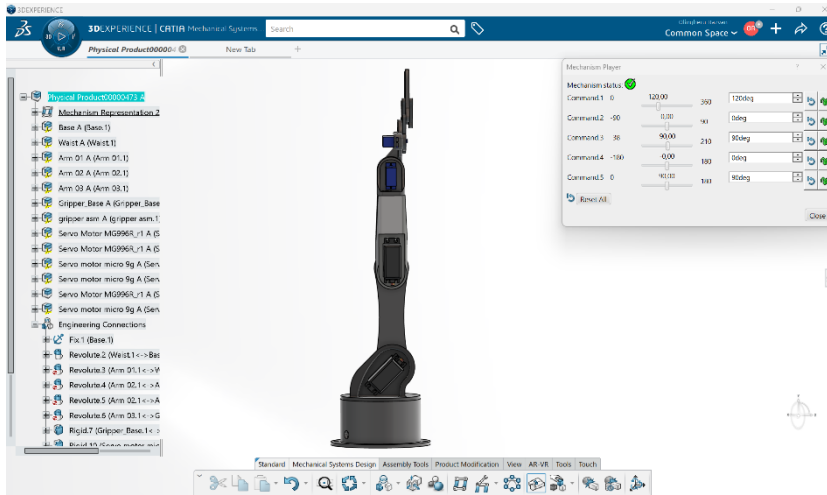 3DEXPERIENCE
3DEXPERIENCE | CATIA Mechanical Systems
Search
Common Space
Physical Product000004
New Tab
Physical Product00000473 A
Mechanism Representation 2
Base A (Base.1)
Waist A (Waist.1)
Arm 01 A (Arm 01.1)
Arm 02 A (Arm 02.1)
Arm 03 A (Arm 03.1)
Gripper_Base A (Gripper_Base
gripper asm A (gripper asm.1
Servo Motor MG996R_r1 A (S
Servo Motor MG996R_r1 A (S
Servo motor micro 9g A (Serv
Servo motor micro 9g A (Serv
Servo Motor MG996R_r1 A (S
Servo motor micro 9g A (Serv
Engineering Connections
Fix.1 (Base.1)
Revolute.2 (Waist.1<->Bas
Revolute.3 (Arm 01.1<->W
Revolute.4 (Arm 02.1<->A
Revolute.5 (Arm 02.1<->A
Revolute.6 (Arm 03.1<->G
Rigid.7 (Gripper_Base.1<->
Mechanism Player
Mechanism status:
Command.1 0 120,00 360 120deg
Command.2 -90 0,00 90 0deg
Command.3 38 90,00 210 90deg
Command.4 -180 0,00 180 0deg
Command.5 0 90,00 180 90deg
Reset All
Close
Standard Mechanical Systems Design Assembly Tools Product Modification View AR-VR Tools Touch